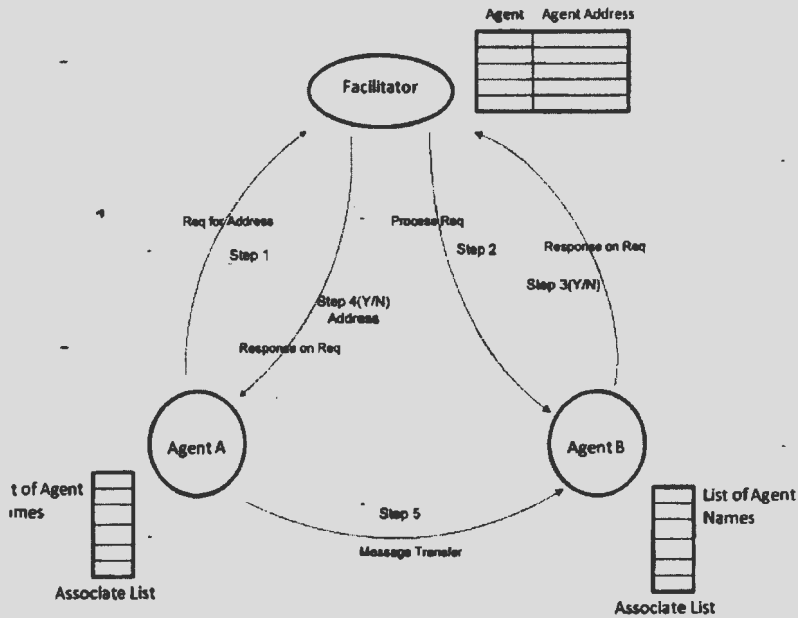 Agent Agent Address
Facilitator
Req for Address
Step 1
Process Req
Step 2
Response on Req
Step 3(Y/N)
Step 4(Y/N)
Address
Response on Req
Agent A
Agent B
t of Agent
mes
Associate List
Step 5
Message Transfer
List of Agent
Names
Associate List